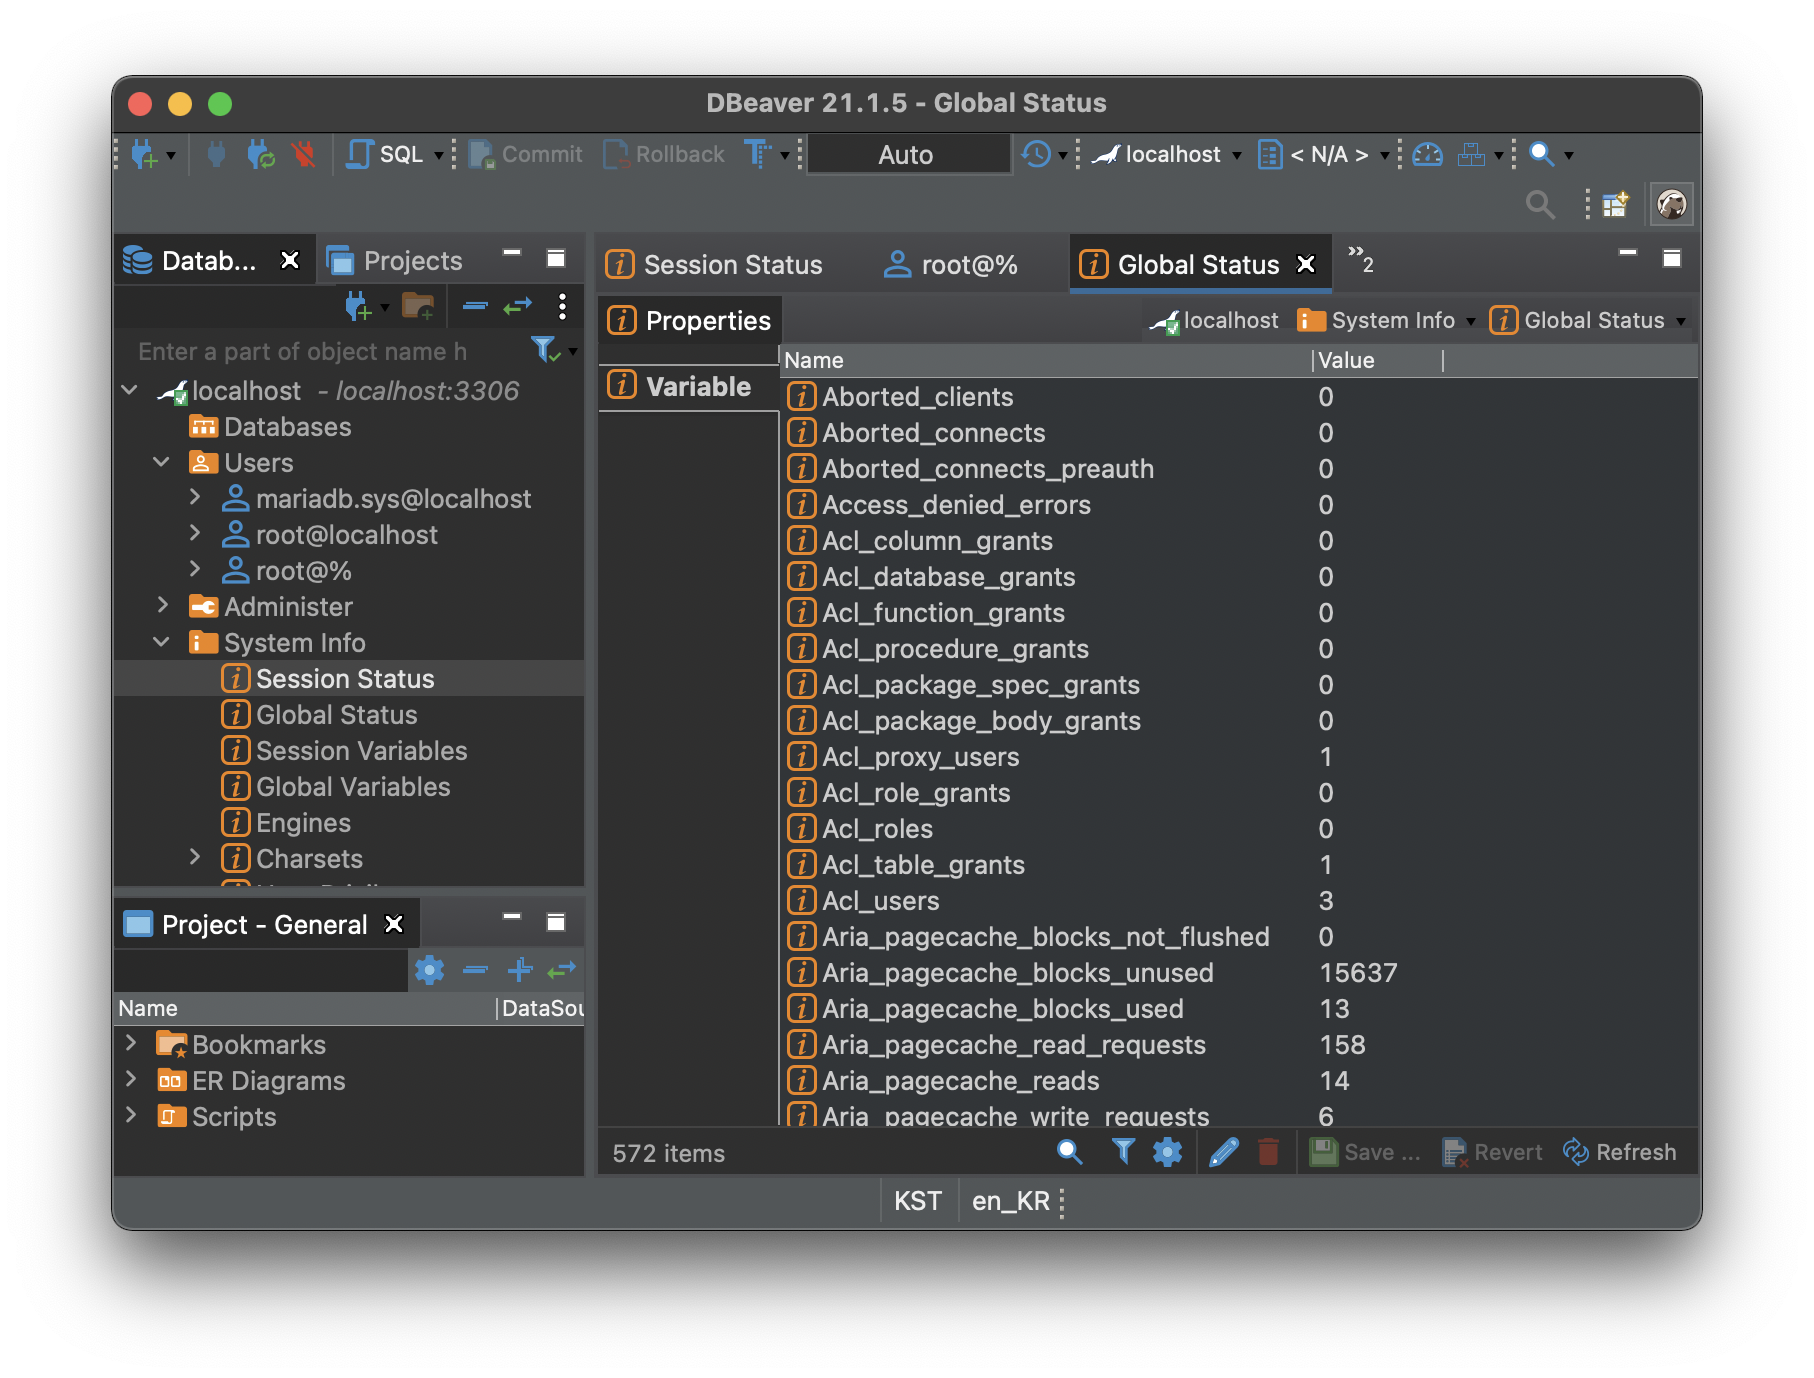 DBeaver 21.1.5 - Global Status
SQL Commit Rollback Auto localhost < N/A >
Datab... Projects
Enter a part of object name h
localhost - localhost:3306
Databases
Users
mariadb.sys@localhost
root@localhost
root@%
Administer
System Info
Session Status
Global Status
Session Variables
Global Variables
Engines
Charsets
Project - General
Name DataSou
Bookmarks
ER Diagrams
Scripts
Session Status root@% Global Status »2
Properties localhost System Info Global Status
Variable
Name Value
Aborted_clients 0
Aborted_connects 0
Aborted_connects_preauth 0
Access_denied_errors 0
Acl_column_grants 0
Acl_database_grants 0
Acl_function_grants 0
Acl_procedure_grants 0
Acl_package_spec_grants 0
Acl_package_body_grants 0
Acl_proxy_users 1
Acl_role_grants 0
Acl_roles 0
Acl_table_grants 1
Acl_users 3
Aria_pagecache_blocks_not_flushed 0
Aria_pagecache_blocks_unused 15637
Aria_pagecache_blocks_used 13
Aria_pagecache_read_requests 158
Aria_pagecache_reads 14
Aria_pagecache_write_requests 6
572 items Save ... Revert Refresh
KST en_KR